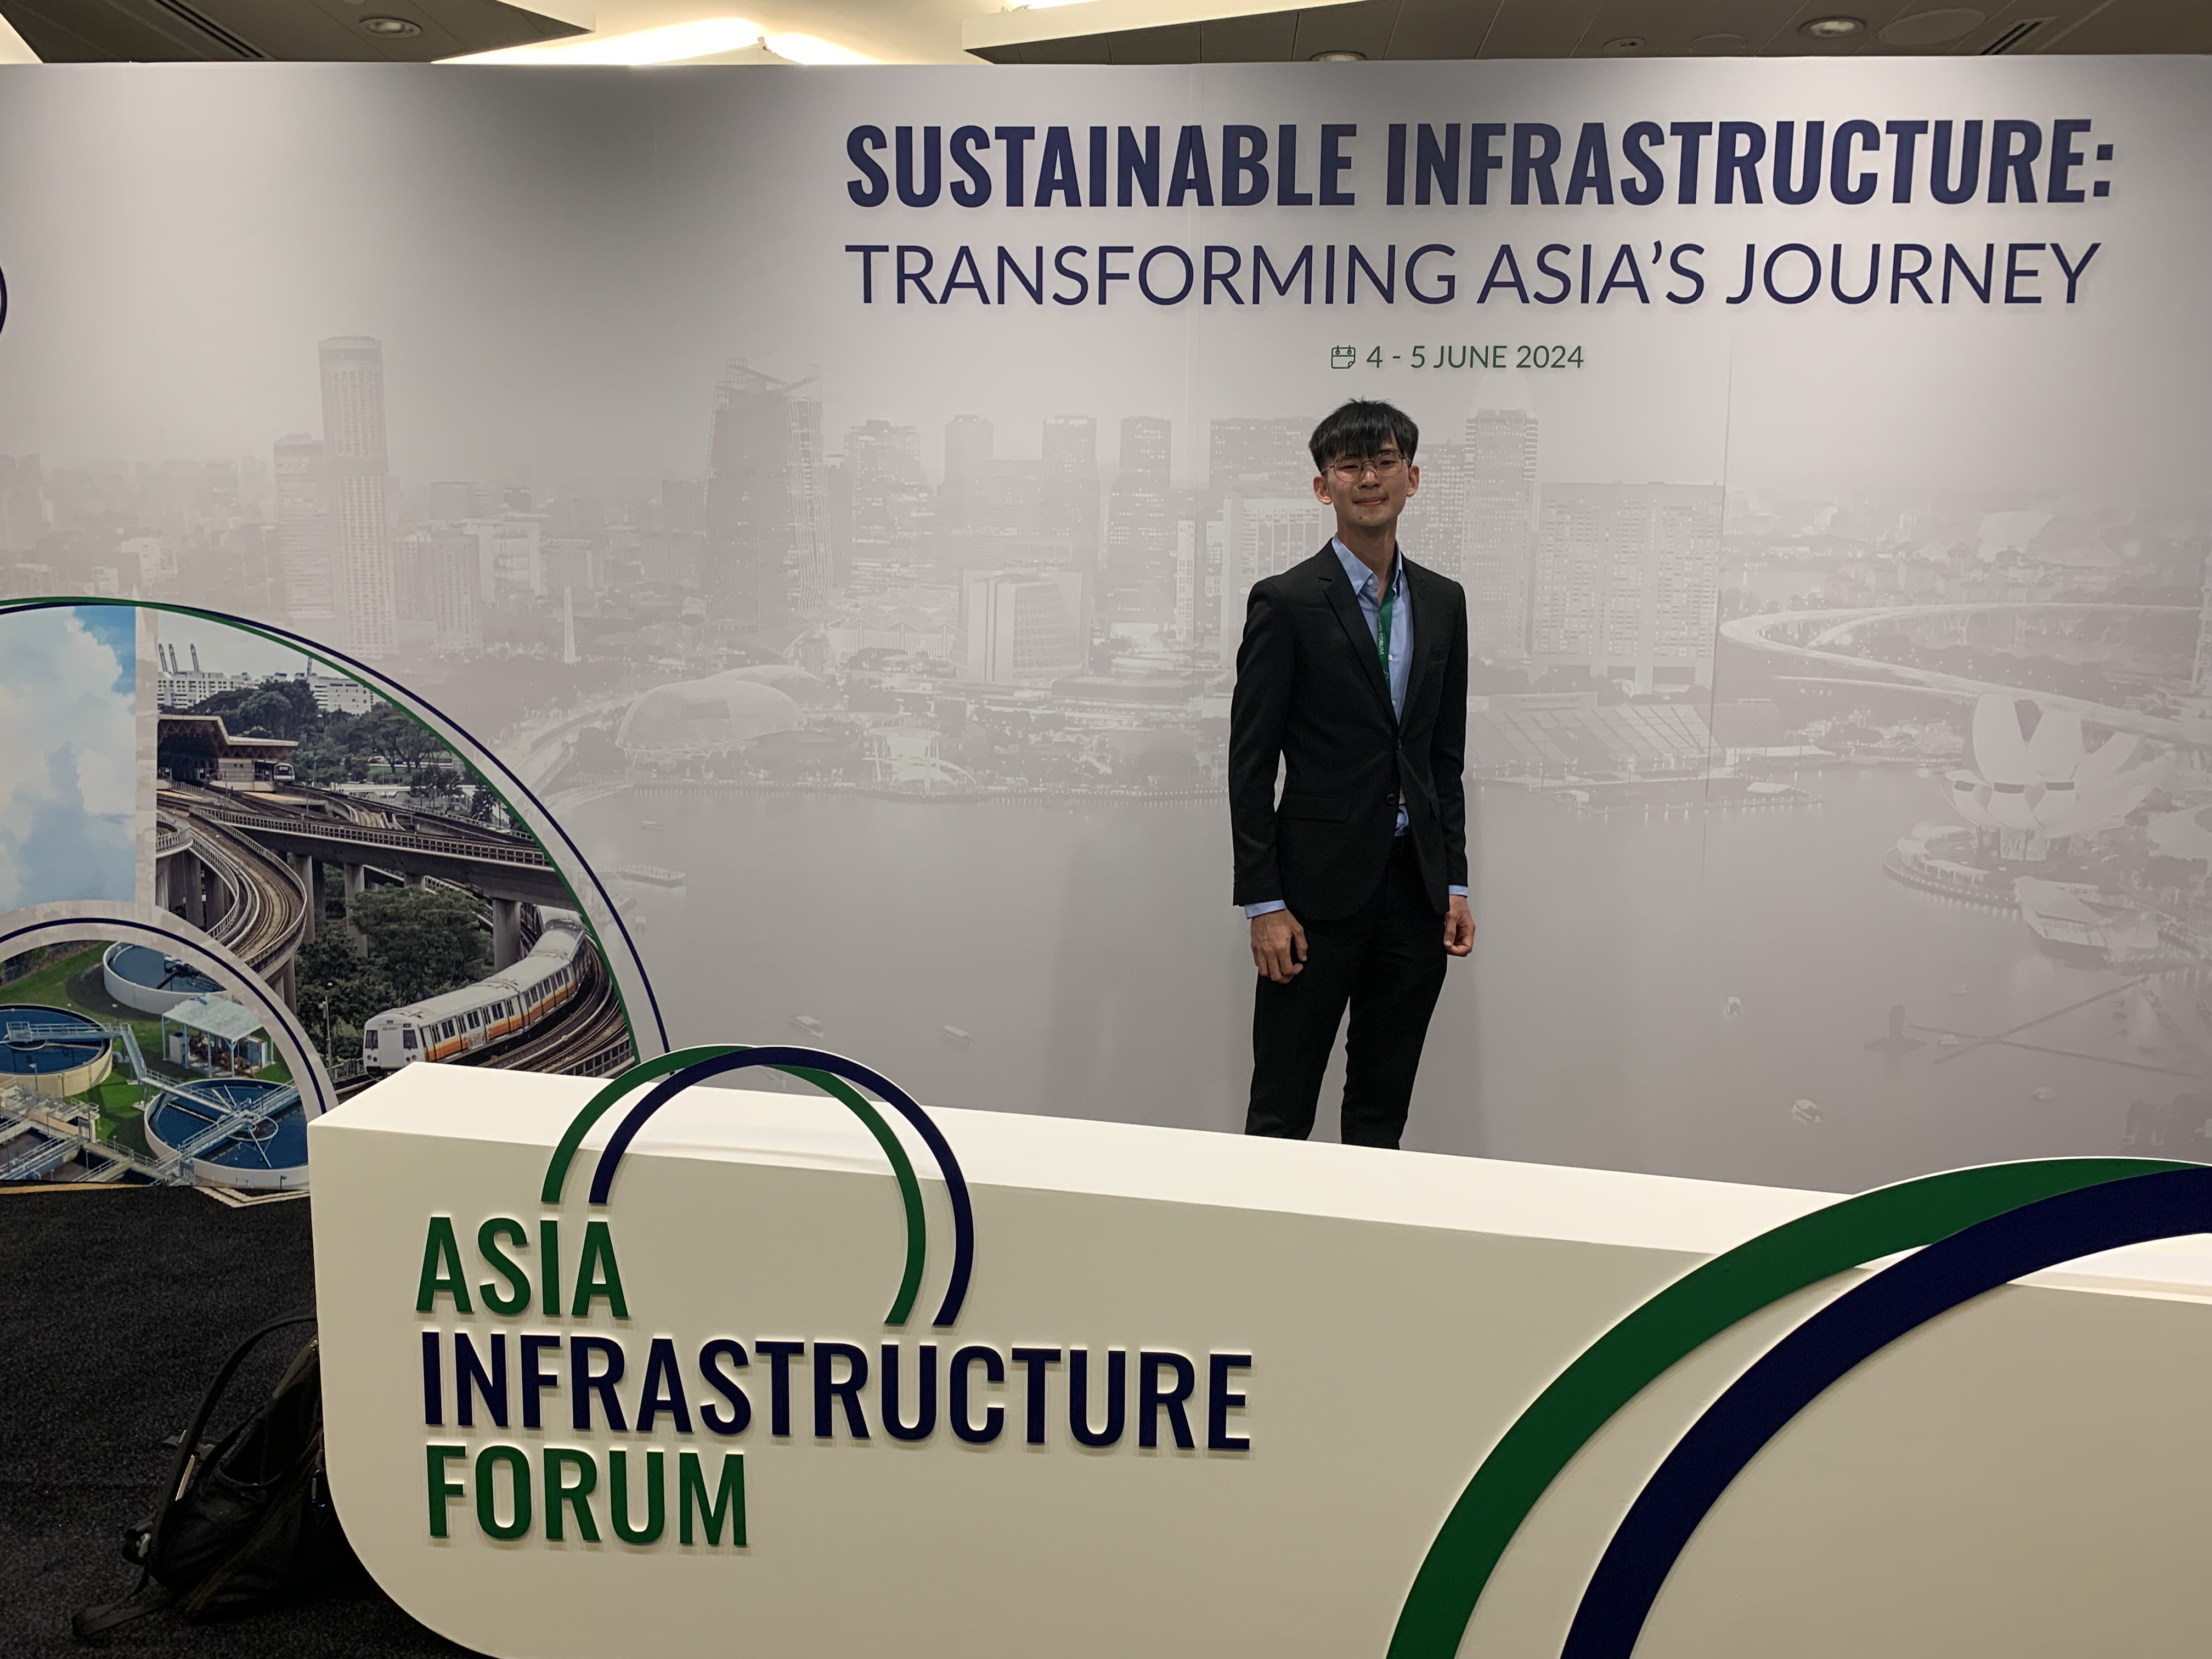 SUSTAINABLE INFRASTRUCTURE:
TRANSFORMING ASIA'S JOURNEY
4 - 5 JUNE 2024
ASIA
INFRASTRUCTURE
FORUM